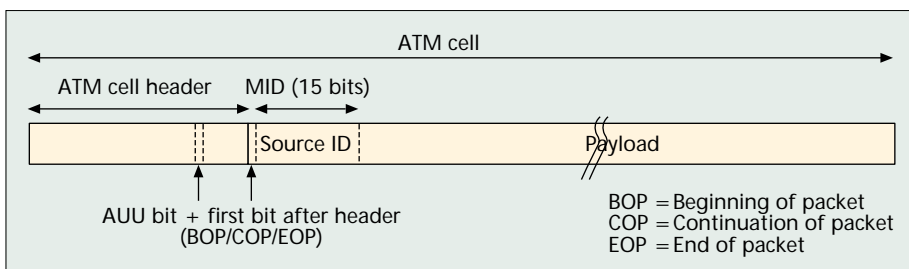 ATM cell
ATM cell header
MID (15 bits)
Source ID
Payload
AUU bit + first bit after header
(BOP/COP/EOP)
BOP = Beginning of packet
COP = Continuation of packet
EOP = End of packet